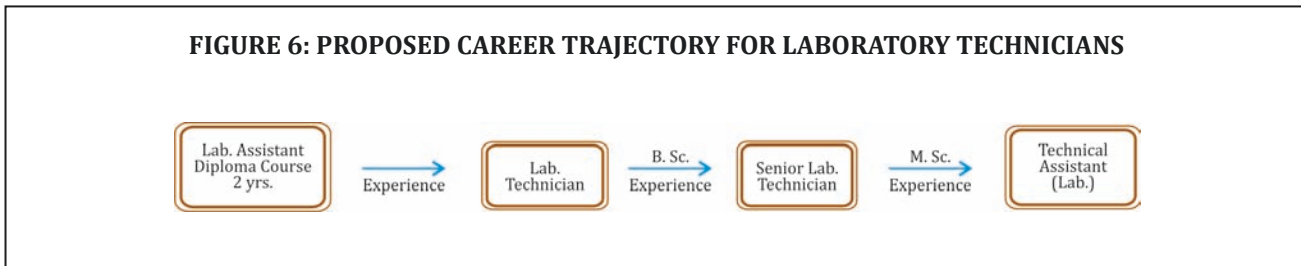 FIGURE 6: PROPOSED CAREER TRAJECTORY FOR LABORATORY TECHNICIANS
Lab. Assistant
Diploma Course
2 yrs.
Experience
Lab.
Technician
B. Sc.
Experience
Senior Lab.
Technician
M. Sc.
Experience
Technical
Assistant
(Lab.)